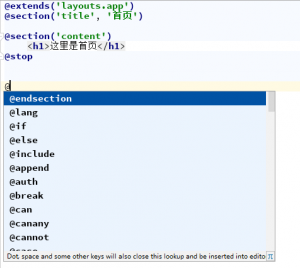 @extends('layouts.app')
@section('title', '首页')
@section('content')
<h1>这里是首页</h1>
@stop
@
@endsection
@lang
@if
@else
@include
@append
@auth
@break
@can
@canany
@cannot
Dot, space and some other keys will also close this lookup and be inserted into edito
π